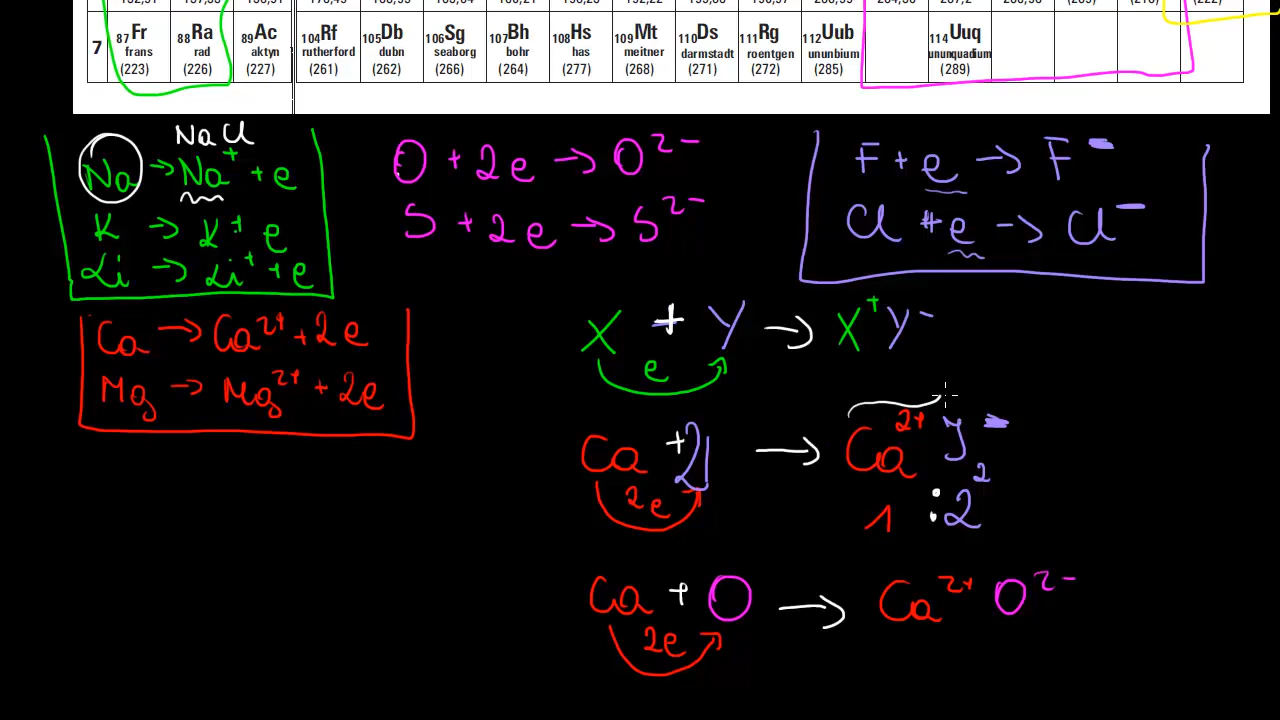 7 87Fr frans (223) 88Ra rad (226) 89Ac aktyn (227) 104Rf rutherford (261) 105Db dubn (262) 106Sg seaborg (266) 107Bh bohr (264) 108Hs has (277) 109Mt meitner (268) 110Ds darmstadt (271) 111Rg roentgen (272) 112Uub ununbium (285) 114Uuq ununquadium (289)
NaCl
Na → Na⁺ + e
K → K⁺ e
Li → Li⁺ + e
Ca → Ca²⁺ + 2e
Mg → Mg²⁺ + 2e
O + 2e → O²⁻
S + 2e → S²⁻
F + e → F⁻
Cl + e → Cl⁻
X + Y → X⁺Y⁻
e
Ca + 2J → Ca²⁺ J⁻₂
2e
1 : 2
Ca + O → Ca²⁺ O²⁻
2e